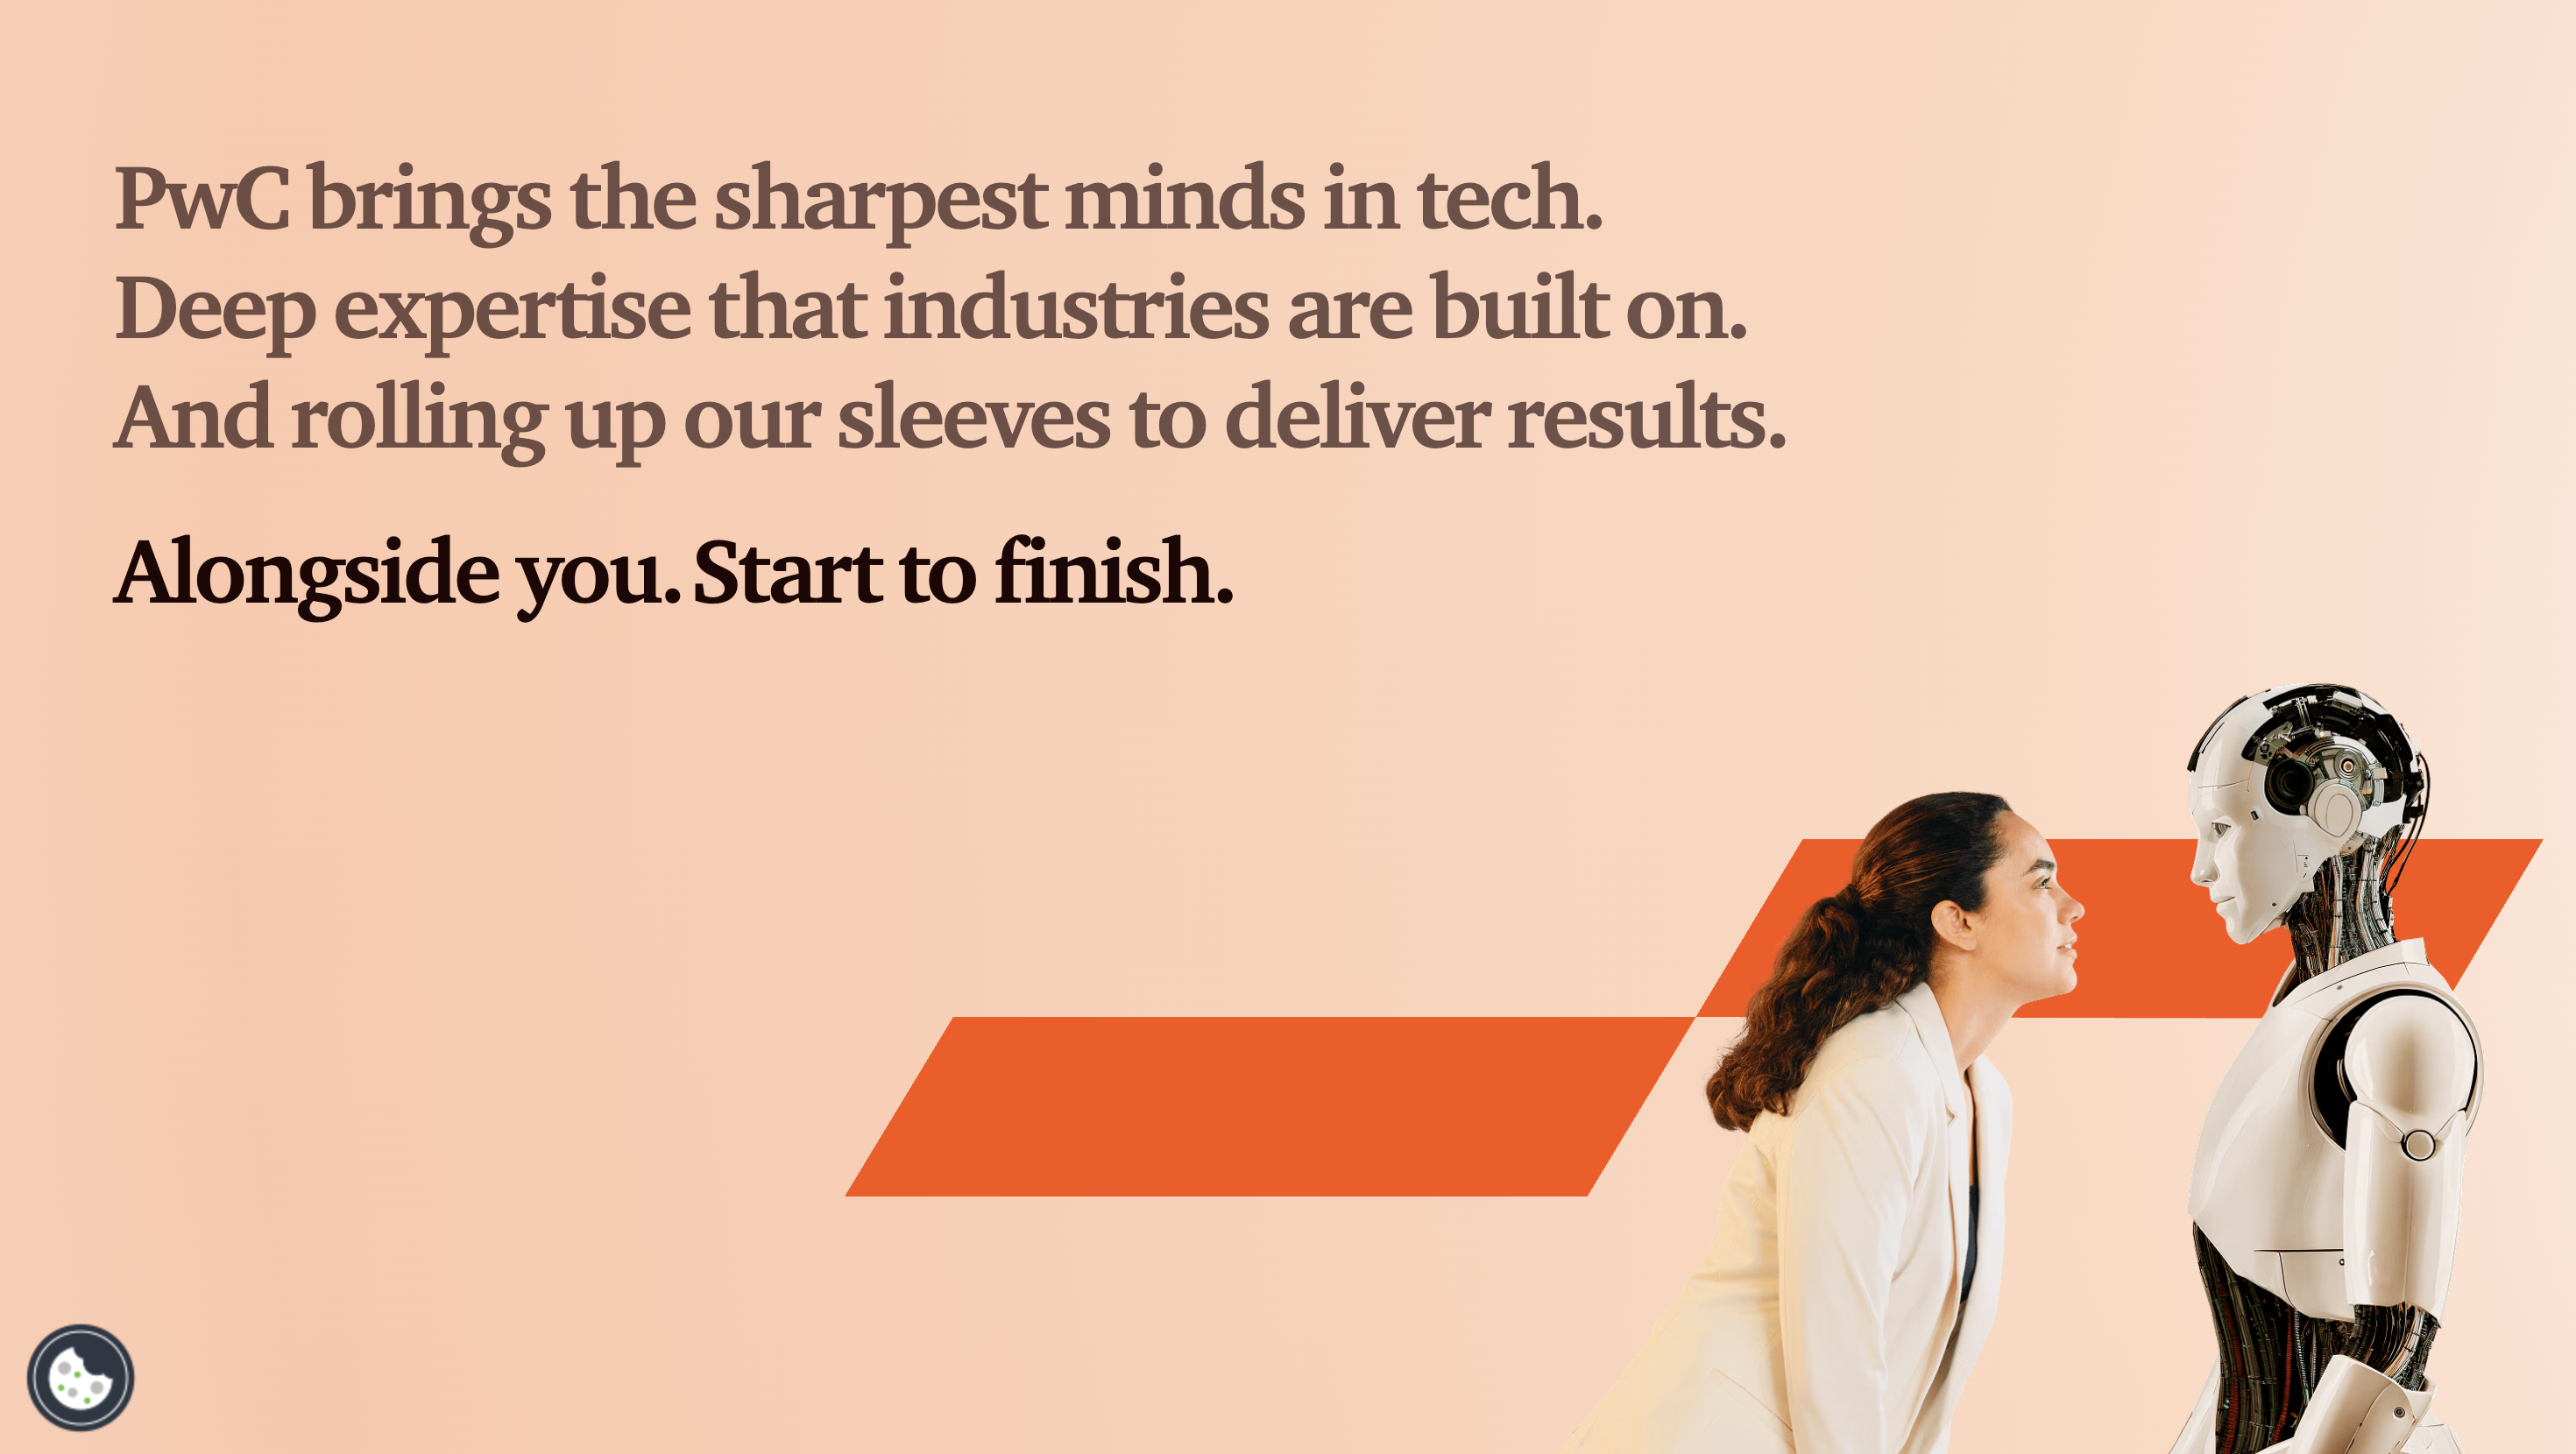 PwC brings the sharpest minds in tech.
Deep expertise that industries are built on.
And rolling up our sleeves to deliver results.
Alongside you. Start to finish.